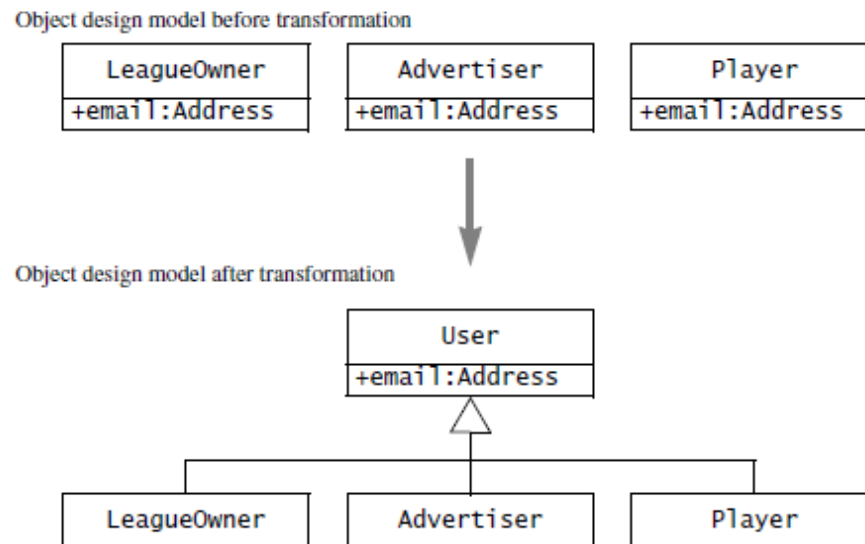 Object design model before transformation
LeagueOwner Advertiser Player
+email:Address +email:Address +email:Address
Object design model after transformation
User
+email:Address
LeagueOwner Advertiser Player